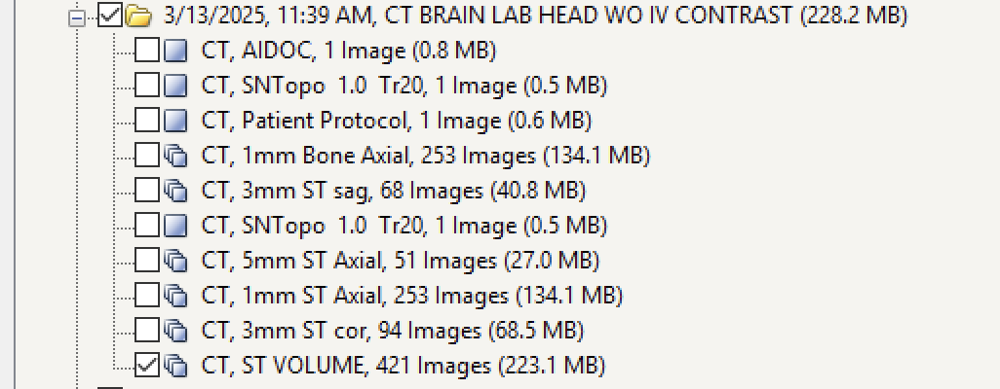 3/13/2025, 11:39 AM, CT BRAIN LAB HEAD WO IV CONTRAST (228.2 MB)
CT, AIDOC, 1 Image (0.8 MB)
CT, SNTopo  1.0  Tr20, 1 Image (0.5 MB)
CT, Patient Protocol, 1 Image (0.6 MB)
CT, 1mm Bone Axial, 253 Images (134.1 MB)
CT, 3mm ST sag, 68 Images (40.8 MB)
CT, SNTopo  1.0  Tr20, 1 Image (0.5 MB)
CT, 5mm ST Axial, 51 Images (27.0 MB)
CT, 1mm ST Axial, 253 Images (134.1 MB)
CT, 3mm ST cor, 94 Images (68.5 MB)
CT, ST VOLUME, 421 Images (223.1 MB)